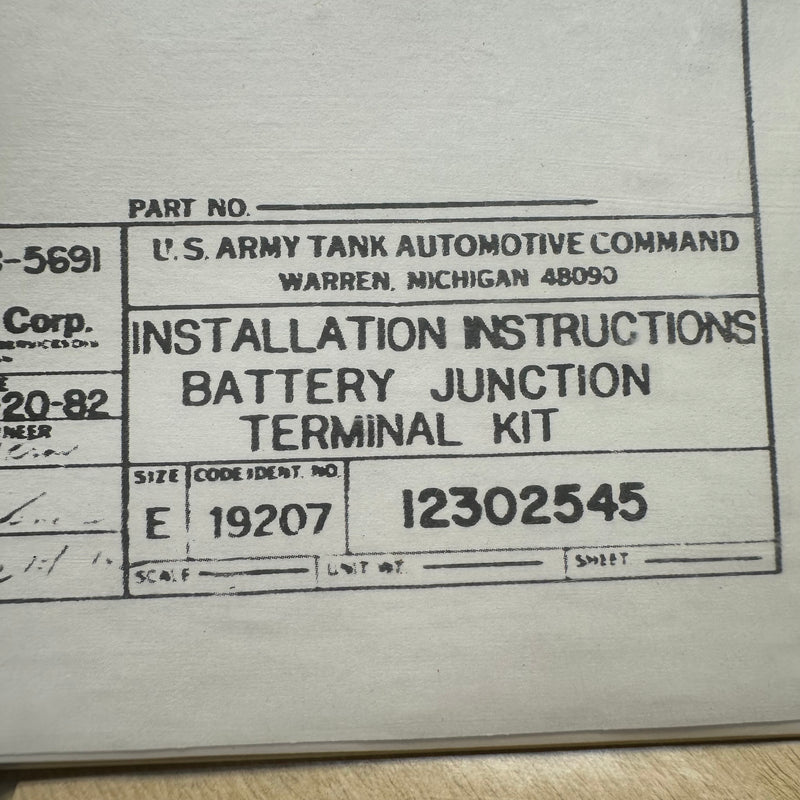 PART NO.
-5691
U.S. ARMY TANK AUTOMOTIVE COMMAND
WARREN, MICHIGAN 48090
Corp.
INSTALLATION INSTRUCTIONS
BATTERY JUNCTION
TERMINAL KIT
20-82
SIZE CODE IDENT. NO.
E 19207 12302545
SCALE UNIT WT. SHEET